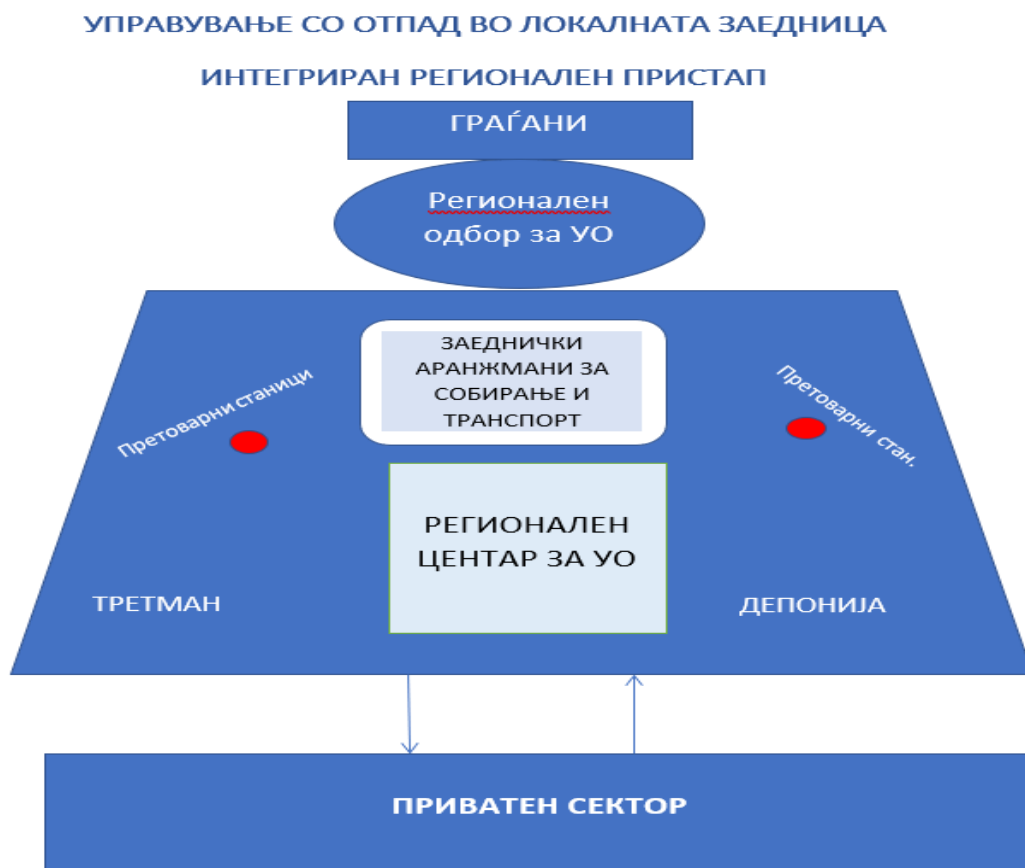 УПРАВУВАЊЕ СО ОТПАД ВО ЛОКАЛНАТА ЗАЕДНИЦА
ИНТЕГРИРАН РЕГИОНАЛЕН ПРИСТАП
ГРАЃАНИ
Регионален
одбор за УО
ЗАЕДНИЧКИ
АРАНЖМАНИ ЗА
СОБИРАЊЕ И
ТРАНСПОРТ
Претоварни станици
Претоварни стан.
РЕГИОНАЛЕН
ЦЕНТАР ЗА УО
ТРЕТМАН
ДЕПОНИЈА
ПРИВАТЕН СЕКТОР